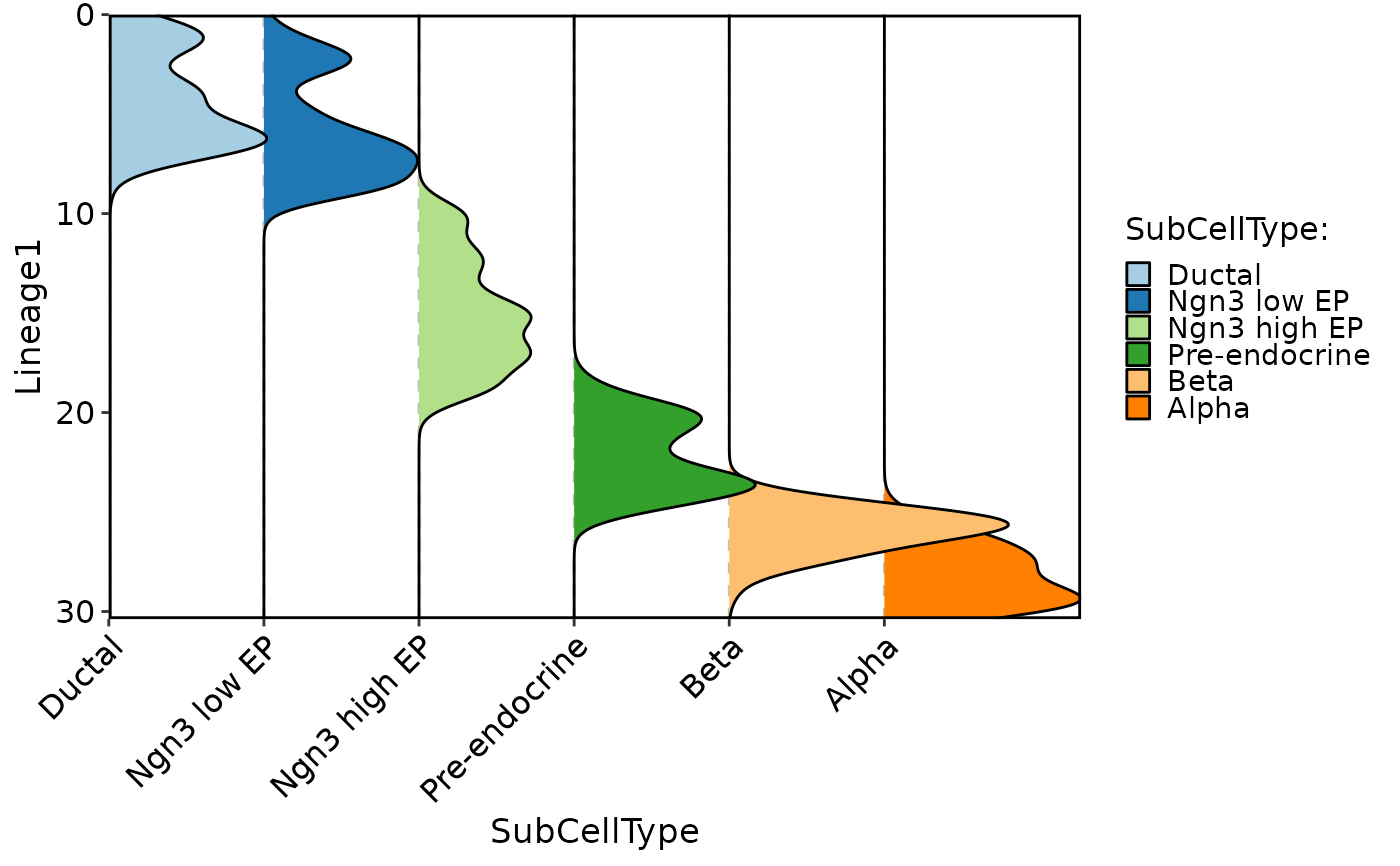 0
10
20
30
Lineage1
Ductal
Ngn3 low EP
Ngn3 high EP
Pre-endocrine
Beta
Alpha
SubCellType
SubCellType:
Ductal
Ngn3 low EP
Ngn3 high EP
Pre-endocrine
Beta
Alpha